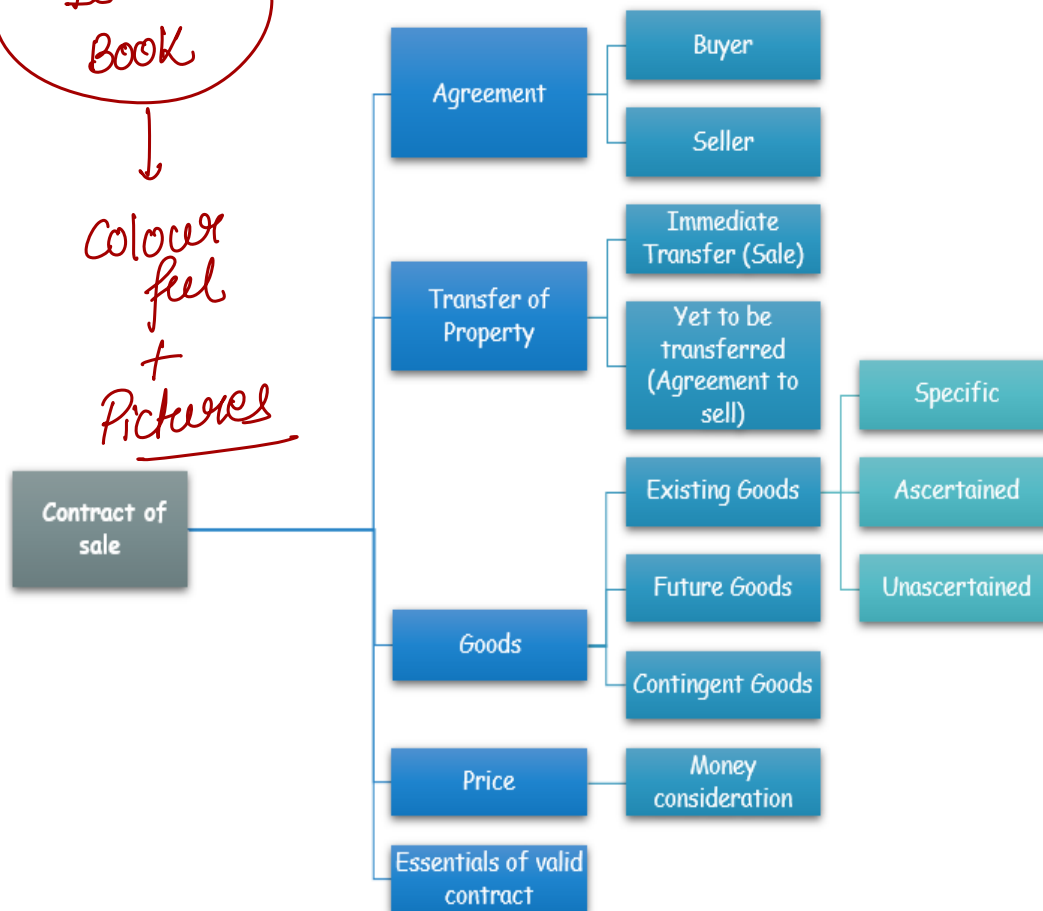 BOOK
Colour
feel
+
Pictures
Contract of
sale
Agreement
Buyer
Seller
Transfer of
Property
Immediate
Transfer (Sale)
Yet to be
transferred
(Agreement to
sell)
Goods
Existing Goods
Specific
Ascertained
Unascertained
Future Goods
Contingent Goods
Price
Money
consideration
Essentials of valid
contract